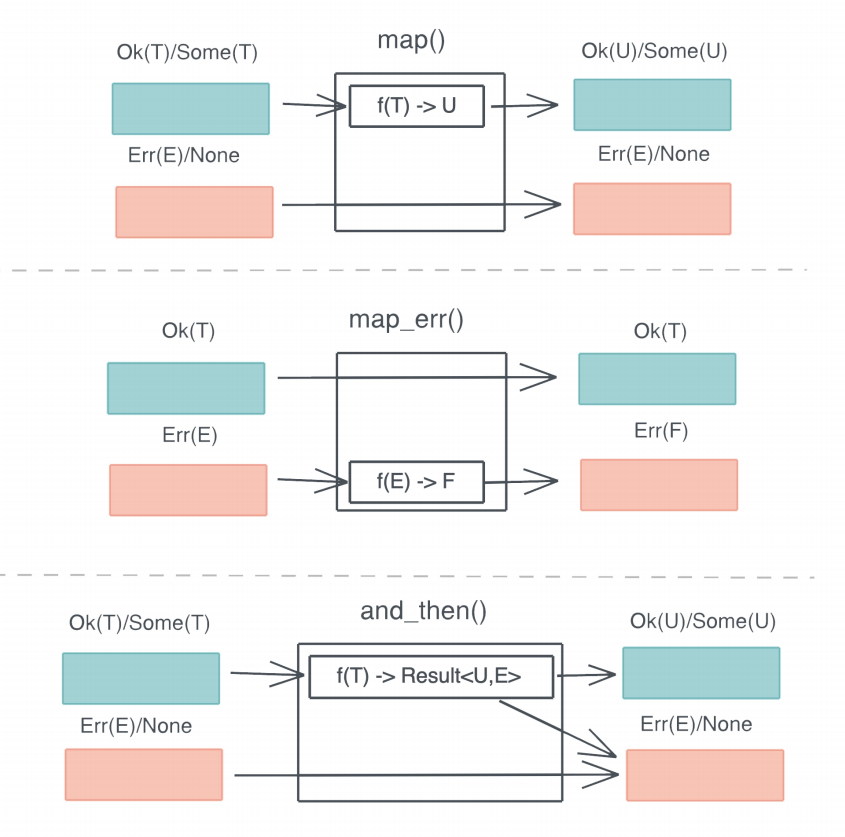 map()
Ok(T)/Some(T)
Ok(U)/Some(U)
f(T) -> U
Err(E)/None
Err(E)/None
map_err()
Ok(T)
Ok(T)
Err(E)
Err(F)
f(E) -> F
and_then()
Ok(T)/Some(T)
Ok(U)/Some(U)
f(T) -> Result<U,E>
Err(E)/None
Err(E)/None